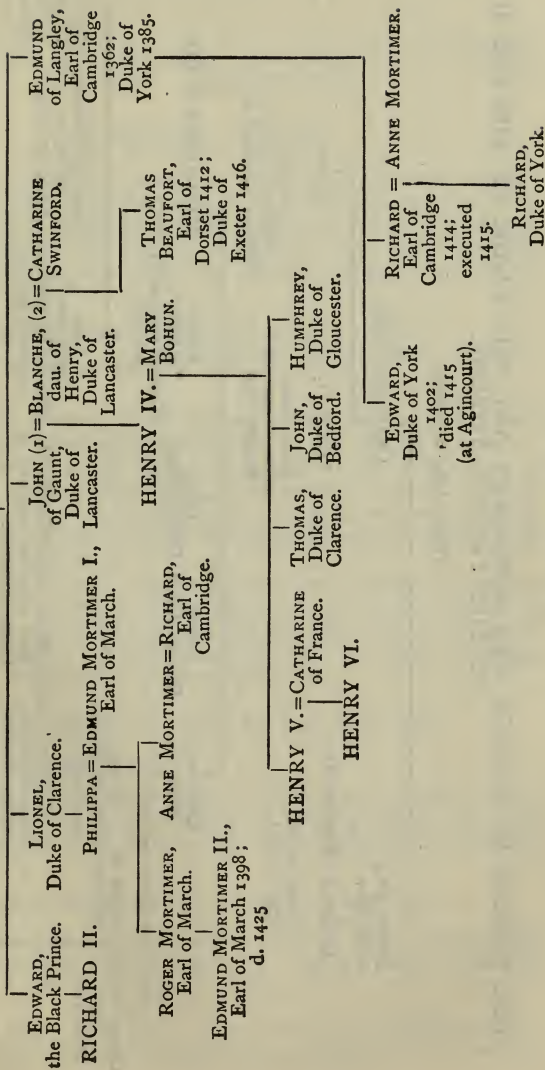 EDWARD,
the Black Prince.
RICHARD II.
LIONEL,
Duke of Clarence.'
PHILIPPA = EDMUND MORTIMER I.,
Earl of March.
ROGER MORTIMER,
Earl of March.
EDMUND MORTIMER II.,
Earl of March 1398;
d. 1425
ANNE MORTIMER = RICHARD,
Earl of
Cambridge.
JOHN (1) = BLANCHE, (2) = CATHARINE
of Gaunt, dau. of SWINFORD.
Duke of Henry,
Lancaster. Duke of
Lancaster.
HENRY IV. = MARY
BOHUN.
THOMAS
BEAUFORT,
Earl of
Dorset 1412;
Duke of
Exeter 1416.
HENRY V. = CATHARINE
of France.
HENRY VI.
THOMAS,
Duke of
Clarence.
JOHN,
Duke of
Bedford.
HUMPHREY,
Duke of
Gloucester.
EDMUND
of Langley,
Earl of
Cambridge
1362;
Duke of
York 1385.
EDWARD,
Duke of York
1402;
'died 1415
(at Agincourt).
RICHARD = ANNE MORTIMER.
Earl of
Cambridge
1414;
executed
1415.
RICHARD,
Duke of York.